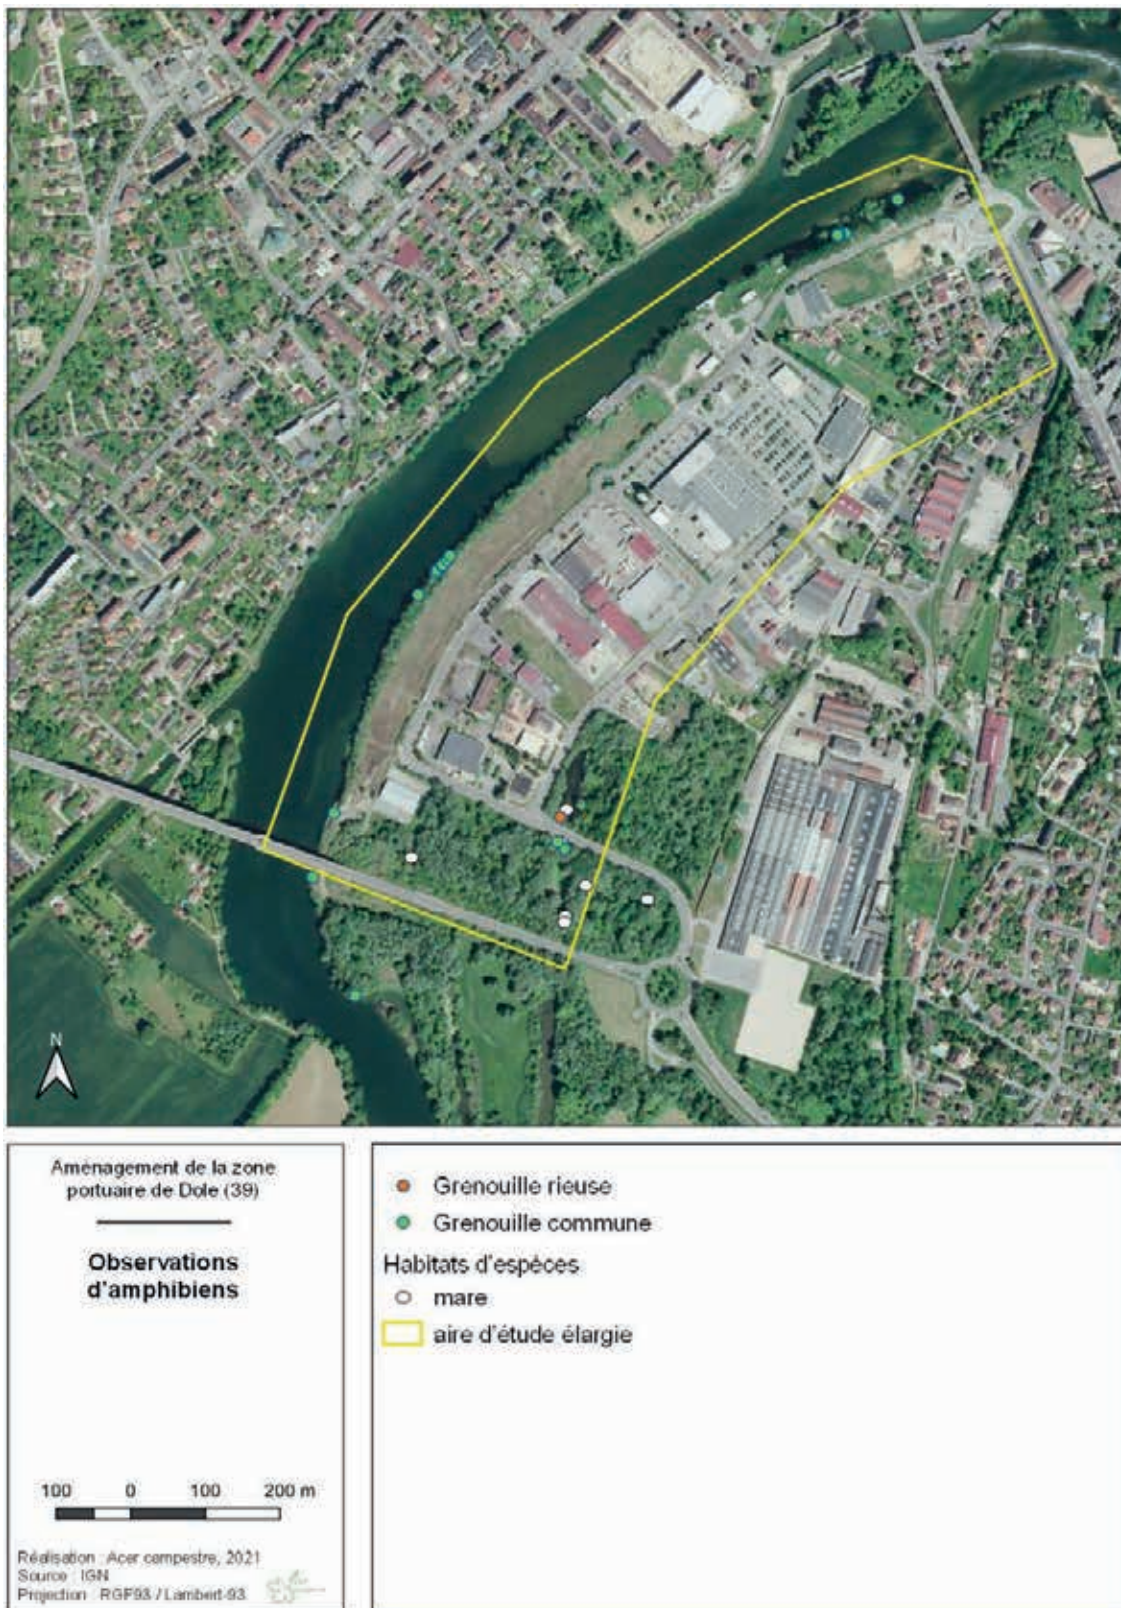 N
Aménagement de la zone
portuaire de Dole (39)
Observations
d'amphibiens
100 0 100 200 m
Réalisation : Acer campestre, 2021
Source : IGN
Projection : RGF93 / Lambert-93
Grenouille rieuse
Grenouille commune
Habitats d'espèces
mare
aire d'étude élargie